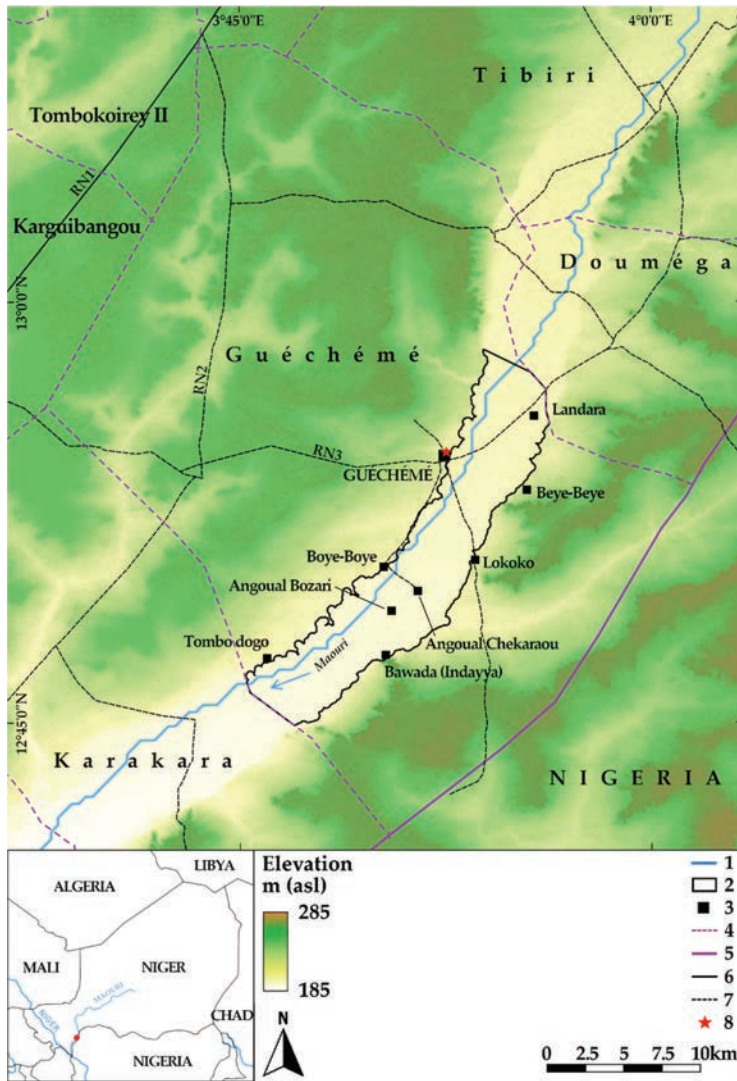 3°45'0"E
4°0'0"E
Tibiri
Tombokoirey II
RN1
Karguibangou
Douméga
13°0'0"N
Guéchémé
RN2
Landara
RN3
GUECHÉMÉ
Beye-Beye
Boye-Boye
Lokoko
Angoual Bozari
Tombo dogo
Angoual Chekaraou
Maouri
Bawada (Indayya)
12°45'0"N
Karakara
NIGERIA
LIBYA
ALGERIA
MALI
NIGER
MAOURI
NIGER
CHAD
NIGERIA
Elevation
m (asl)
285
185
N
1
2
3
4
5
6
7
8
0 2.5 5 7.5 10km